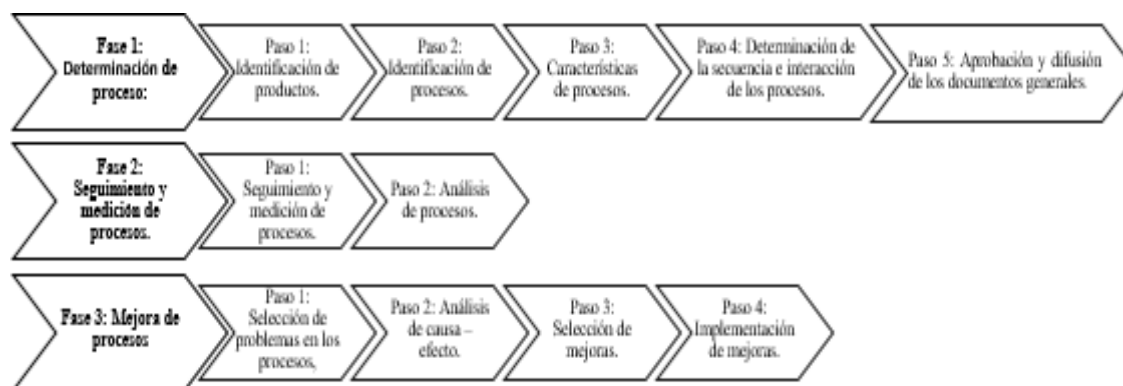 Fase 1:
Determinación de
proceso:
Paso 1:
Identificación de
productos.
Paso 2:
Identificación de
procesos.
Paso 3:
Características
de procesos.
Paso 4: Determinación de
la secuencia e interacción
de los procesos.
Paso 5: Aprobación y difusión
de los documentos generales.
Fase 2:
Seguimiento y
medición de
procesos.
Paso 1:
Seguimiento y
medición de
procesos.
Paso 2: Análisis
de procesos.
Fase 3: Mejora de
procesos
Paso 1:
Selección de
problemas en los
procesos,
Paso 2: Análisis
de causa –
efecto.
Paso 3:
Selección de
mejoras.
Paso 4:
Implementación
de mejoras.